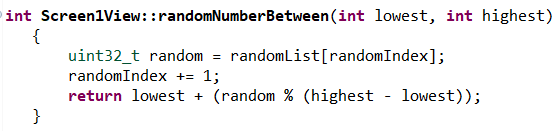 int Screen1View::randomNumberBetween(int lowest, int highest)
{
uint32_t random = randomList[randomIndex];
randomIndex += 1;
return lowest + (random % (highest - lowest));
}